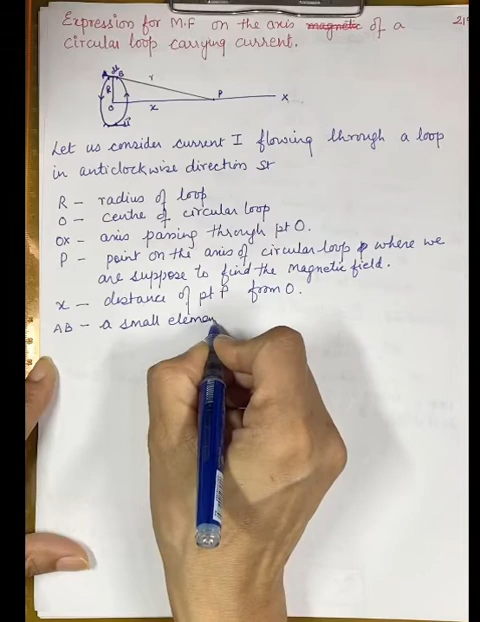 Expression for M.F on the axis magnetic of a
circular loop carrying current.
A
B
r
R
P
O
x
X
Let us consider current I flowing through a loop
in anticlockwise direction st
R - radius of loop
O - centre of circular loop
OX - axis passing through pt O.
P - point on the axis of circular loop p where we
are suppose to find the magnetic field.
x - distance of pt P from O.
AB - a small elemen